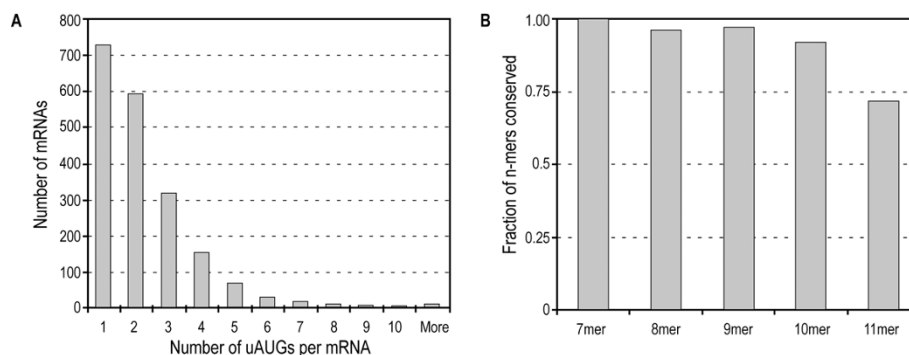 A
Number of mRNAs
800
700
600
500
400
300
200
100
0
1 2 3 4 5 6 7 8 9 10 More
Number of uAUGs per mRNA
B
Fraction of n-mers conserved
1.00
0.75
0.5
0.25
0
7mer 8mer 9mer 10mer 11mer